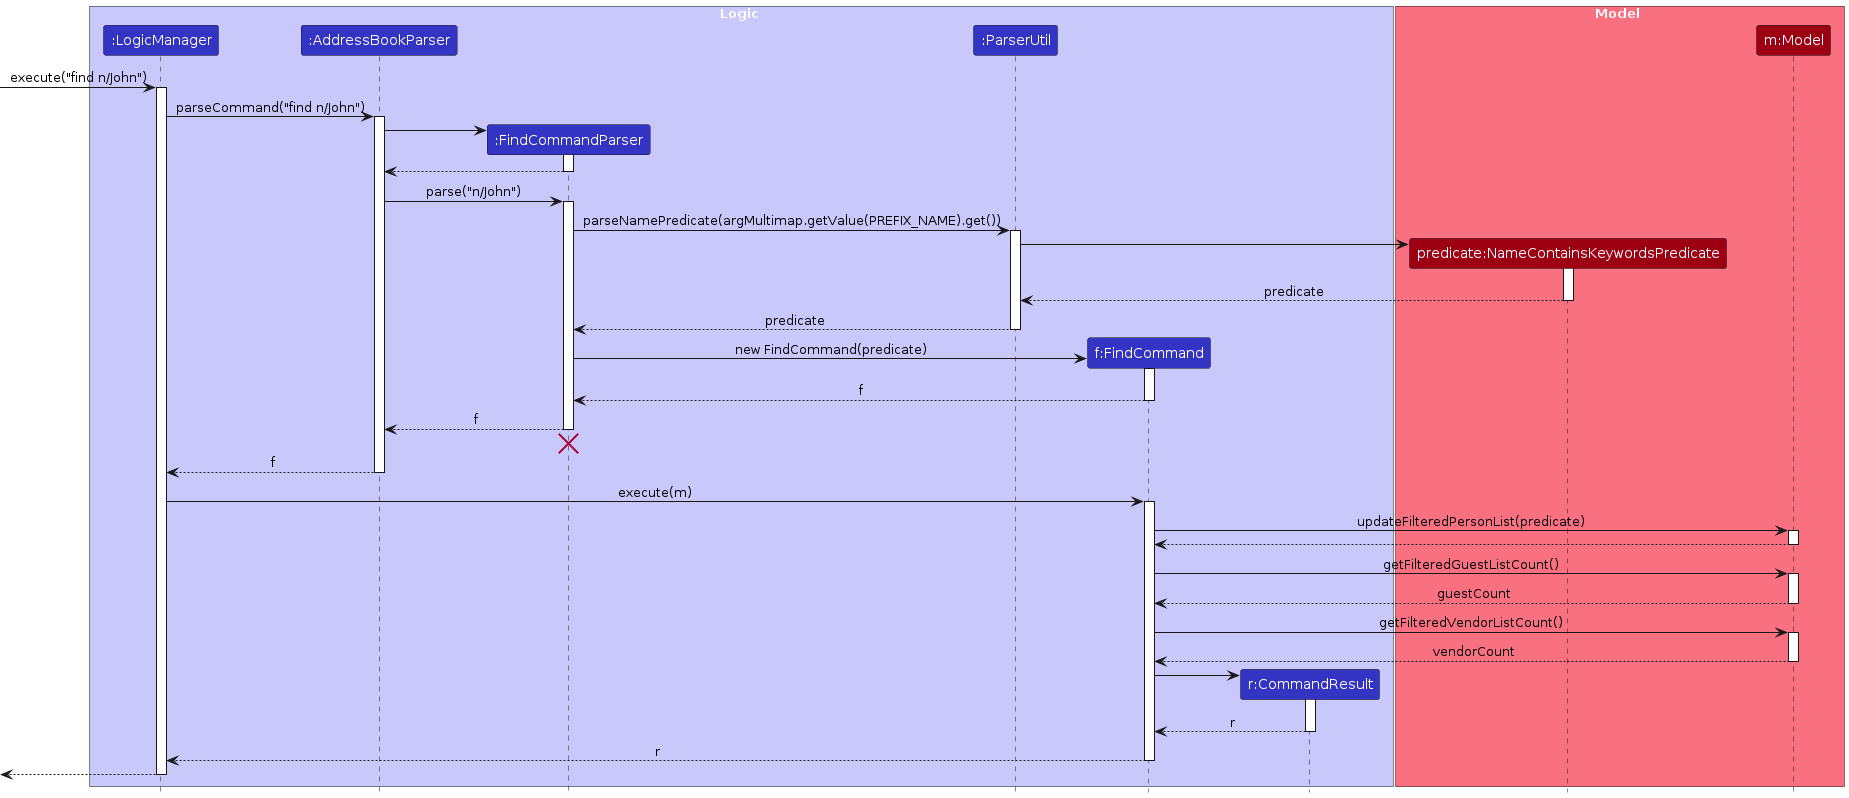 Logic
Model
:LogicManager
:AddressBookParser
:ParserUtil
m:Model
execute("find n/John")
parseCommand("find n/John")
:FindCommandParser
parse("n/John")
parseNamePredicate(argMultimap.getValue(PREFIX_NAME).get())
predicate:NameContainsKeywordsPredicate
predicate
predicate
new FindCommand(predicate)
f:FindCommand
f
f
f
execute(m)
updateFilteredPersonList(predicate)
getFilteredGuestListCount()
guestCount
getFilteredVendorListCount()
vendorCount
r:CommandResult
r
r